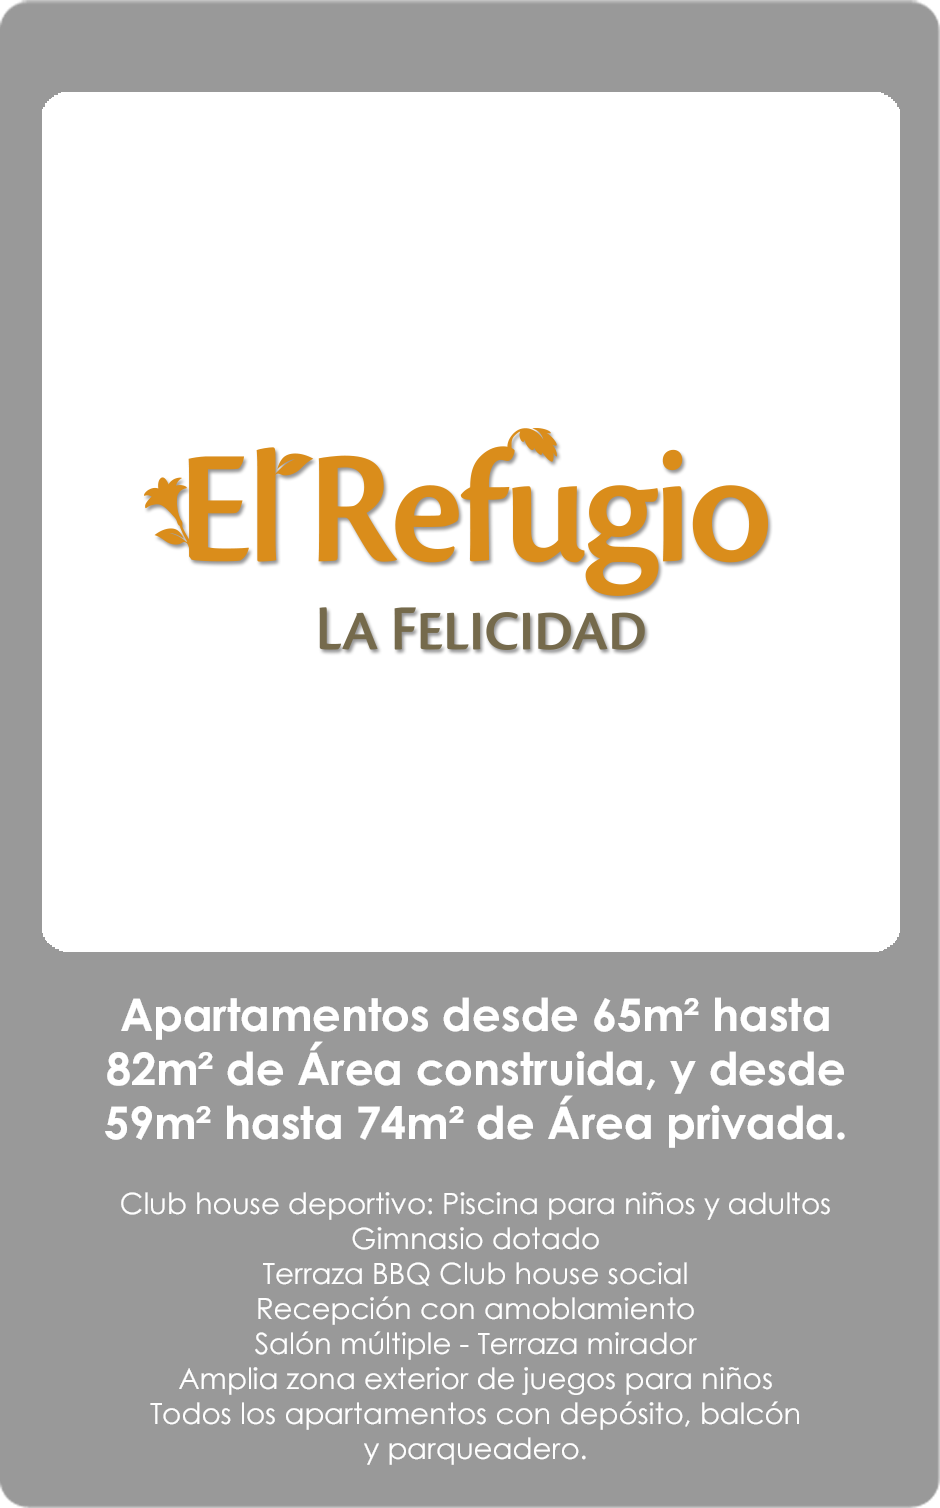 El Refugio
LA FELICIDAD
Apartamentos desde 65m² hasta
82m² de Área construida, y desde
59m² hasta 74m² de Área privada.
Club house deportivo: Piscina para niños y adultos
Gimnasio dotado
Terraza BBQ Club house social
Recepción con amoblamiento
Salón múltiple - Terraza mirador
Amplia zona exterior de juegos para niños
Todos los apartamentos con depósito, balcón
y parqueadero.